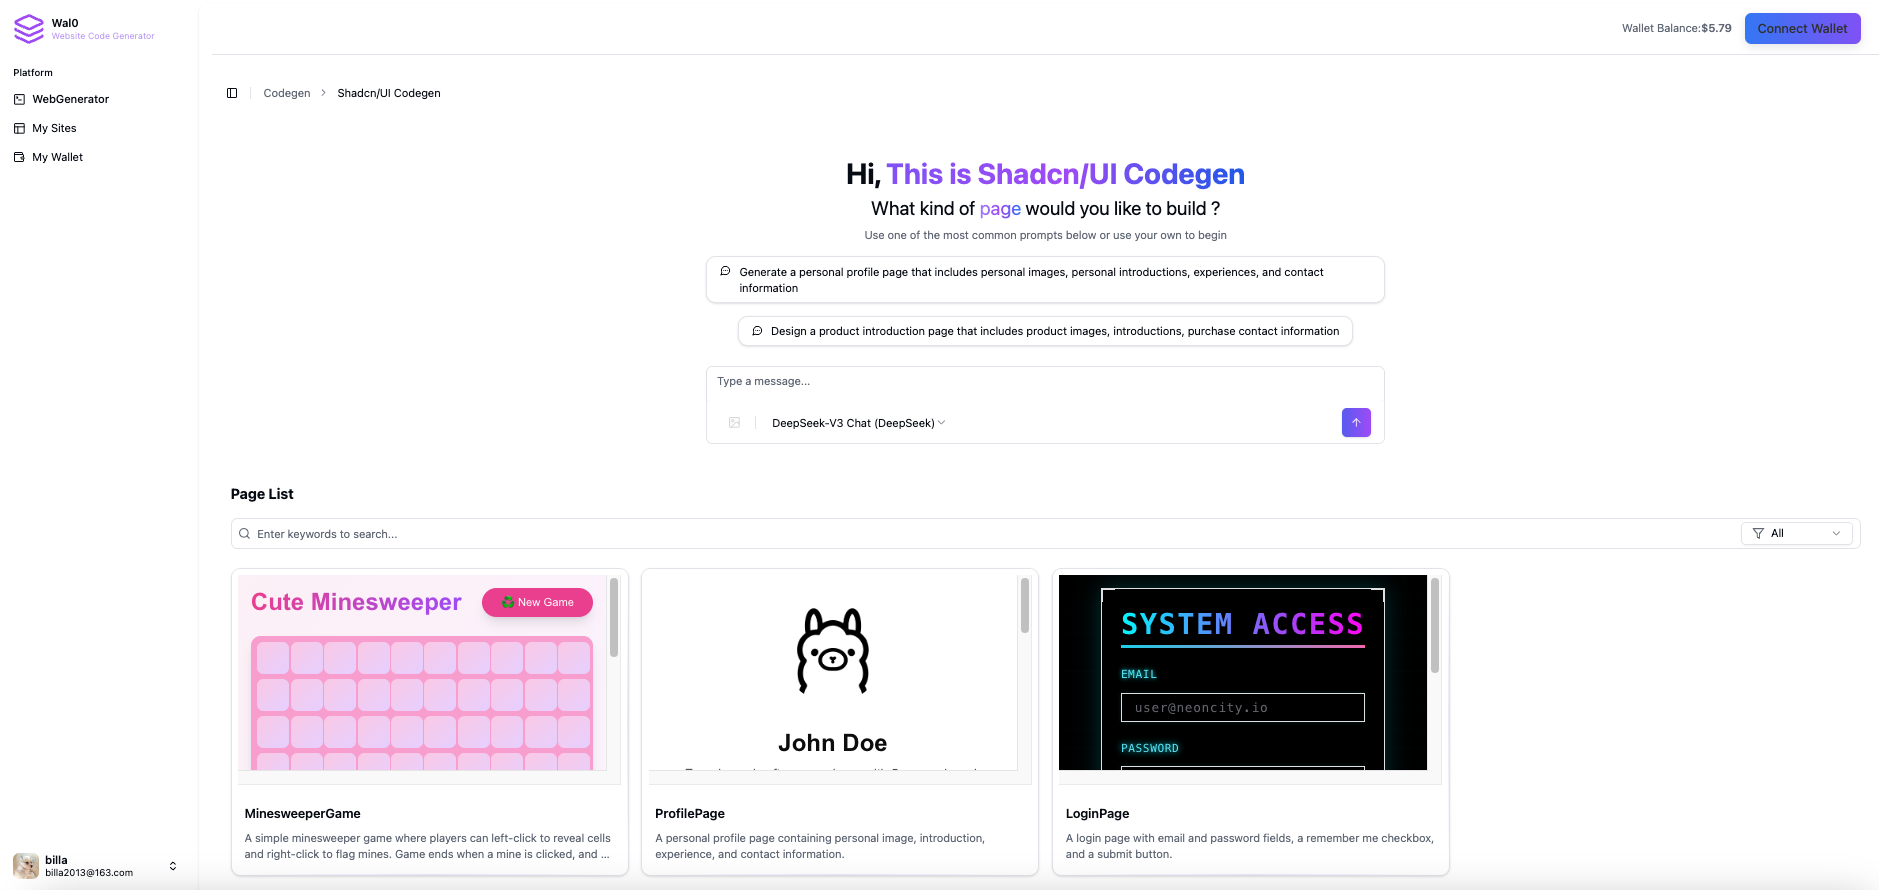 Wal0
Website Code Generator
Platform
WebGenerator
My Sites
My Wallet
Wallet Balance:$5.79
Connect Wallet
Codegen
Shadcn/UI Codegen
Hi, This is Shadcn/UI Codegen
What kind of page would you like to build ?
Use one of the most common prompts below or use your own to begin
Generate a personal profile page that includes personal images, personal introductions, experiences, and contact
information
Design a product introduction page that includes product images, introductions, purchase contact information
Type a message...
DeepSeek-V3 Chat (DeepSeek)
Page List
Enter keywords to search...
All
Cute Minesweeper
New Game
MinesweeperGame
A simple minesweeper game where players can left-click to reveal cells
and right-click to flag mines. Game ends when a mine is clicked, and ...
John Doe
ProfilePage
A personal profile page containing personal image, introduction,
experience, and contact information.
SYSTEM ACCESS
EMAIL
user@neoncity.io
PASSWORD
LoginPage
A login page with email and password fields, a remember me checkbox,
and a submit button.
billa
billa2013@163.com